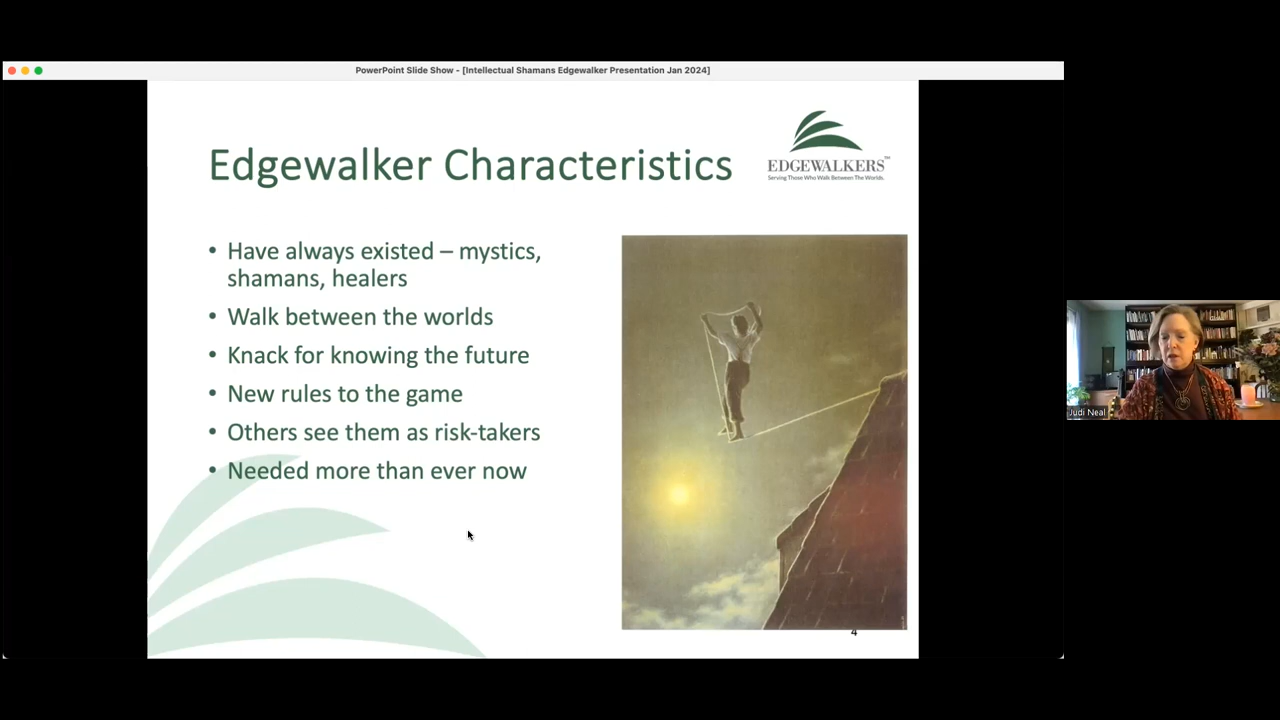 PowerPoint Slide Show - [Intellectual Shamans Edgewalker Presentation Jan 2024]
Edgewalker Characteristics
EDGEWALKERS™
Serving Those Who Walk Between The Worlds.
• Have always existed – mystics,
shamans, healers
• Walk between the worlds
• Knack for knowing the future
• New rules to the game
• Others see them as risk-takers
• Needed more than ever now
4
Judi Neal